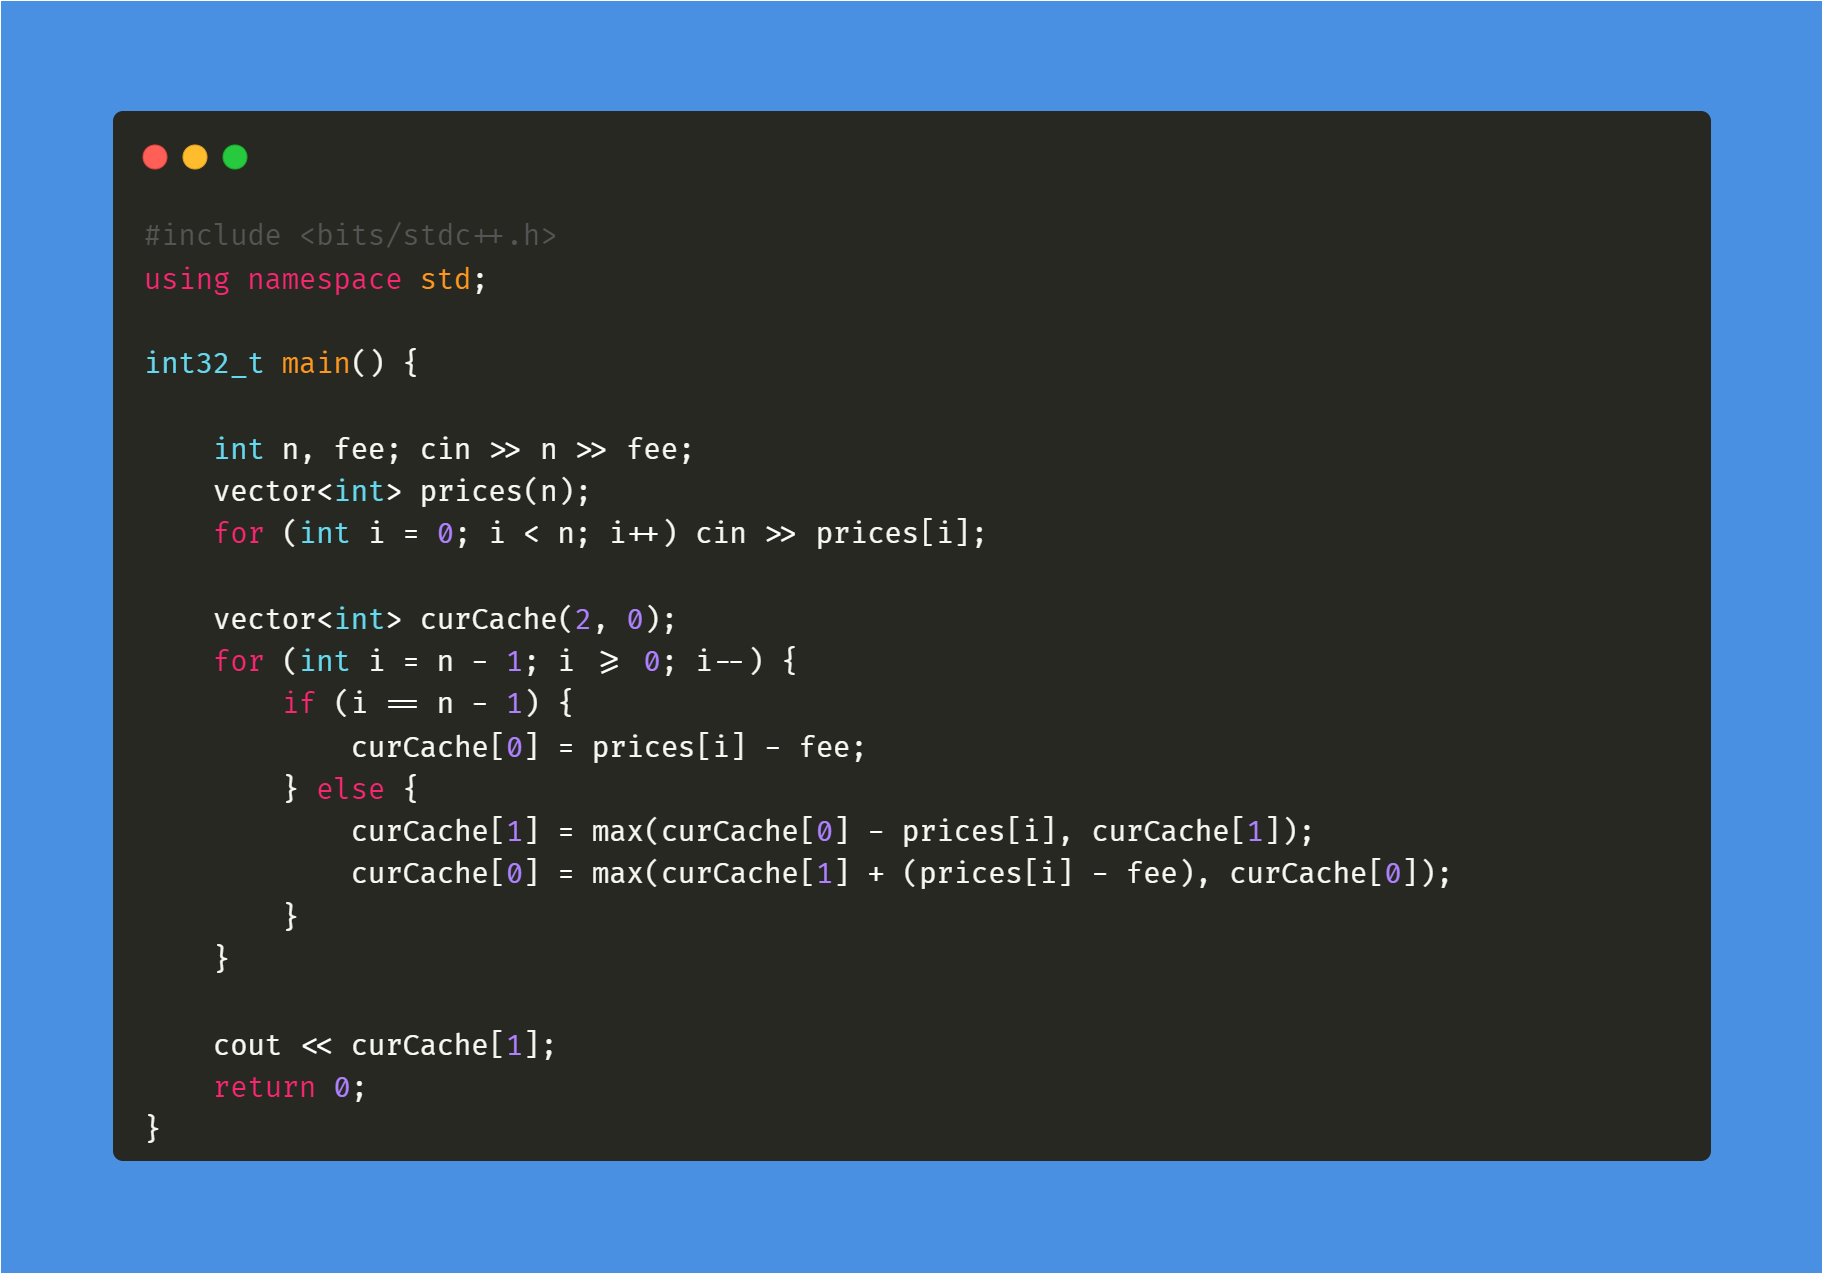 #include <bits/stdc++.h>
using namespace std;
int32_t main() {
int n, fee; cin >> n >> fee;
vector<int> prices(n);
for (int i = 0; i < n; i++) cin >> prices[i];
vector<int> curCache(2, 0);
for (int i = n - 1; i >= 0; i--) {
if (i == n - 1) {
curCache[0] = prices[i] - fee;
} else {
curCache[1] = max(curCache[0] - prices[i], curCache[1]);
curCache[0] = max(curCache[1] + (prices[i] - fee), curCache[0]);
}
}
cout << curCache[1];
return 0;
}